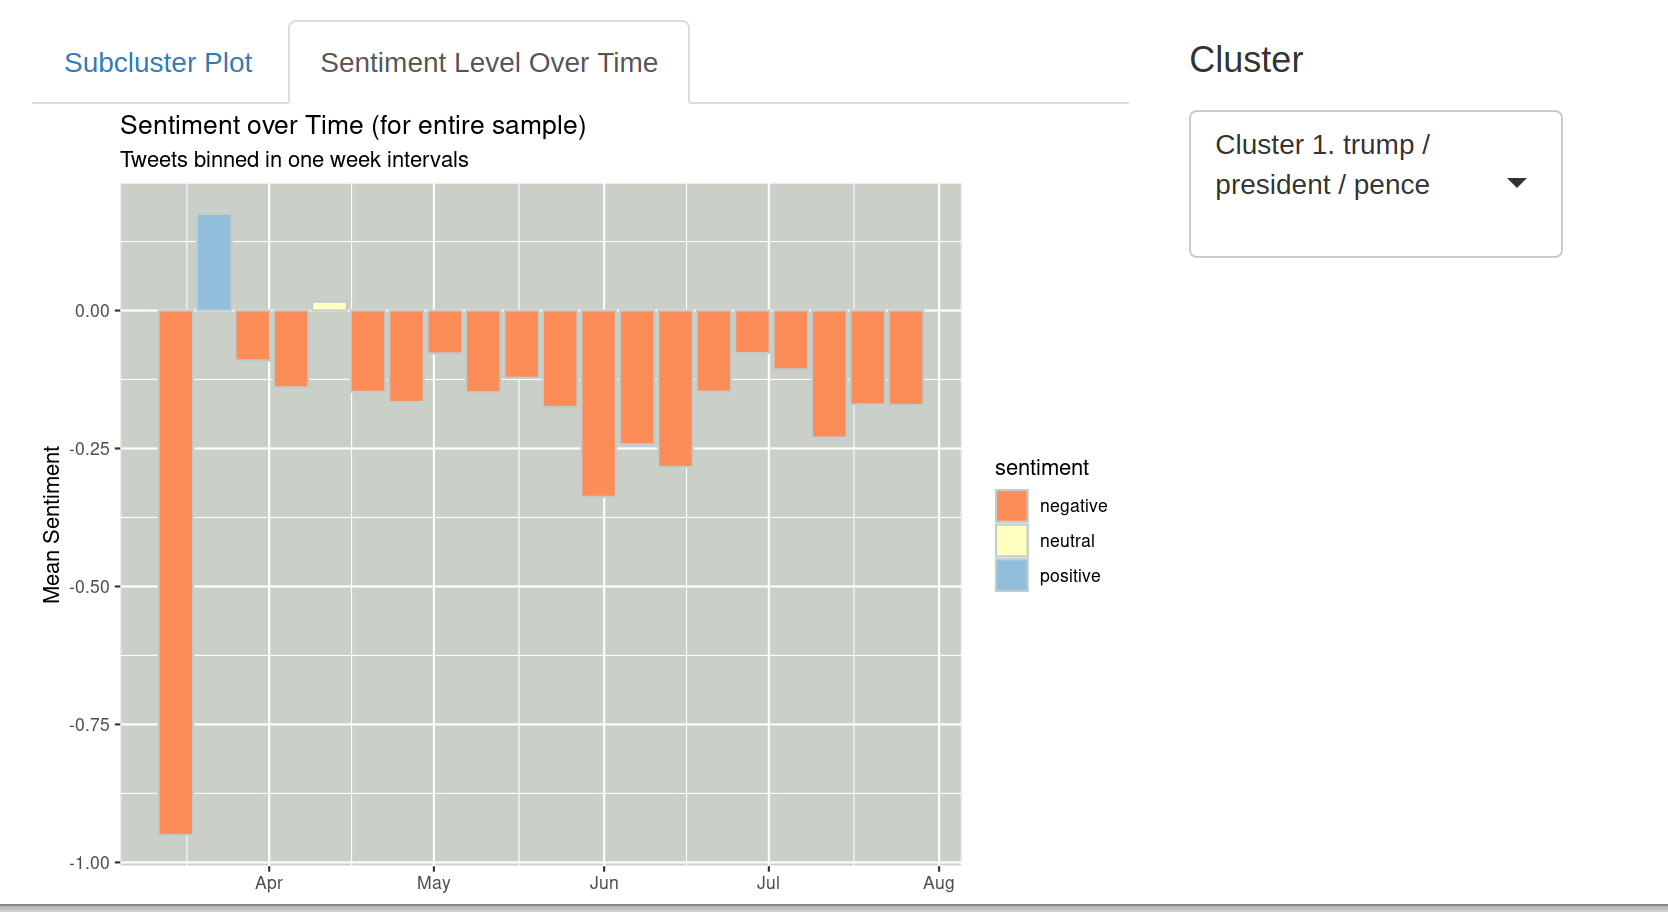 Subcluster Plot
Sentiment Level Over Time
Cluster
Cluster 1. trump /
president / pence
Sentiment over Time (for entire sample)
Tweets binned in one week intervals
Mean Sentiment
0.00
-0.25
-0.50
-0.75
-1.00
Apr
May
Jun
Jul
Aug
sentiment
negative
neutral
positive